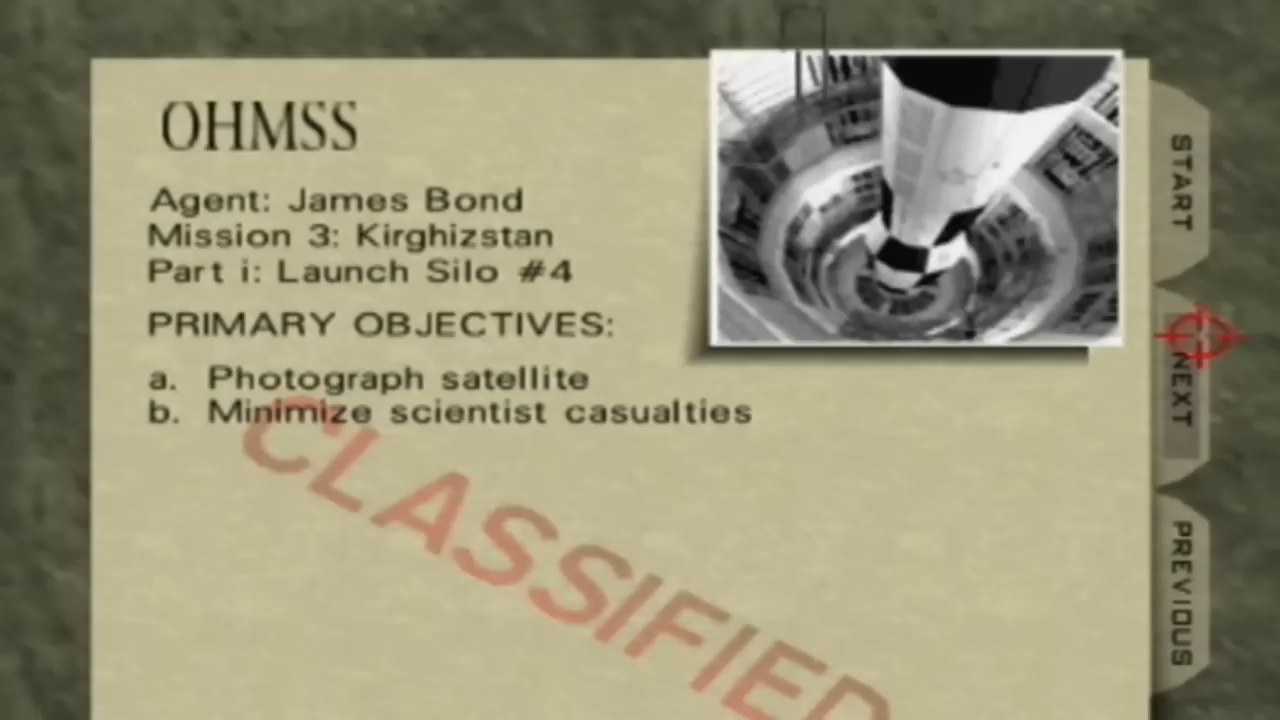 OHMSS
Agent: James Bond
Mission 3: Kirghizstan
Part i: Launch Silo #4
PRIMARY OBJECTIVES:
a. Photograph satellite
b. Minimize scientist casualties
CLASSIFIED
START
NEXT
PREVIOUS